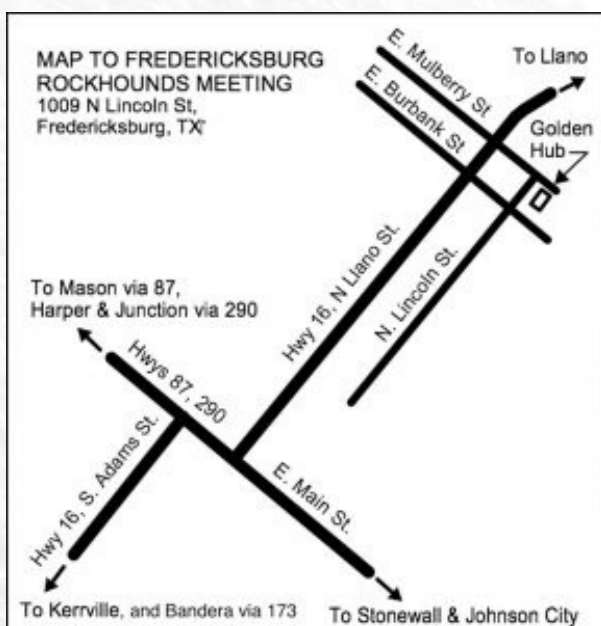 MAP TO FREDERICKSBURG
ROCKHOUNDS MEETING
1009 N Lincoln St,
Fredericksburg, TX
E. Mulberry St
E. Burbank St
To Llano
Golden
Hub
Hwy 16, N Llano St.
N. Lincoln St.
To Mason via 87,
Harper & Junction via 290
Hwys 87, 290
Hwy 16, S. Adams St.
E. Main St.
To Kerrville, and Bandera via 173
To Stonewall & Johnson City